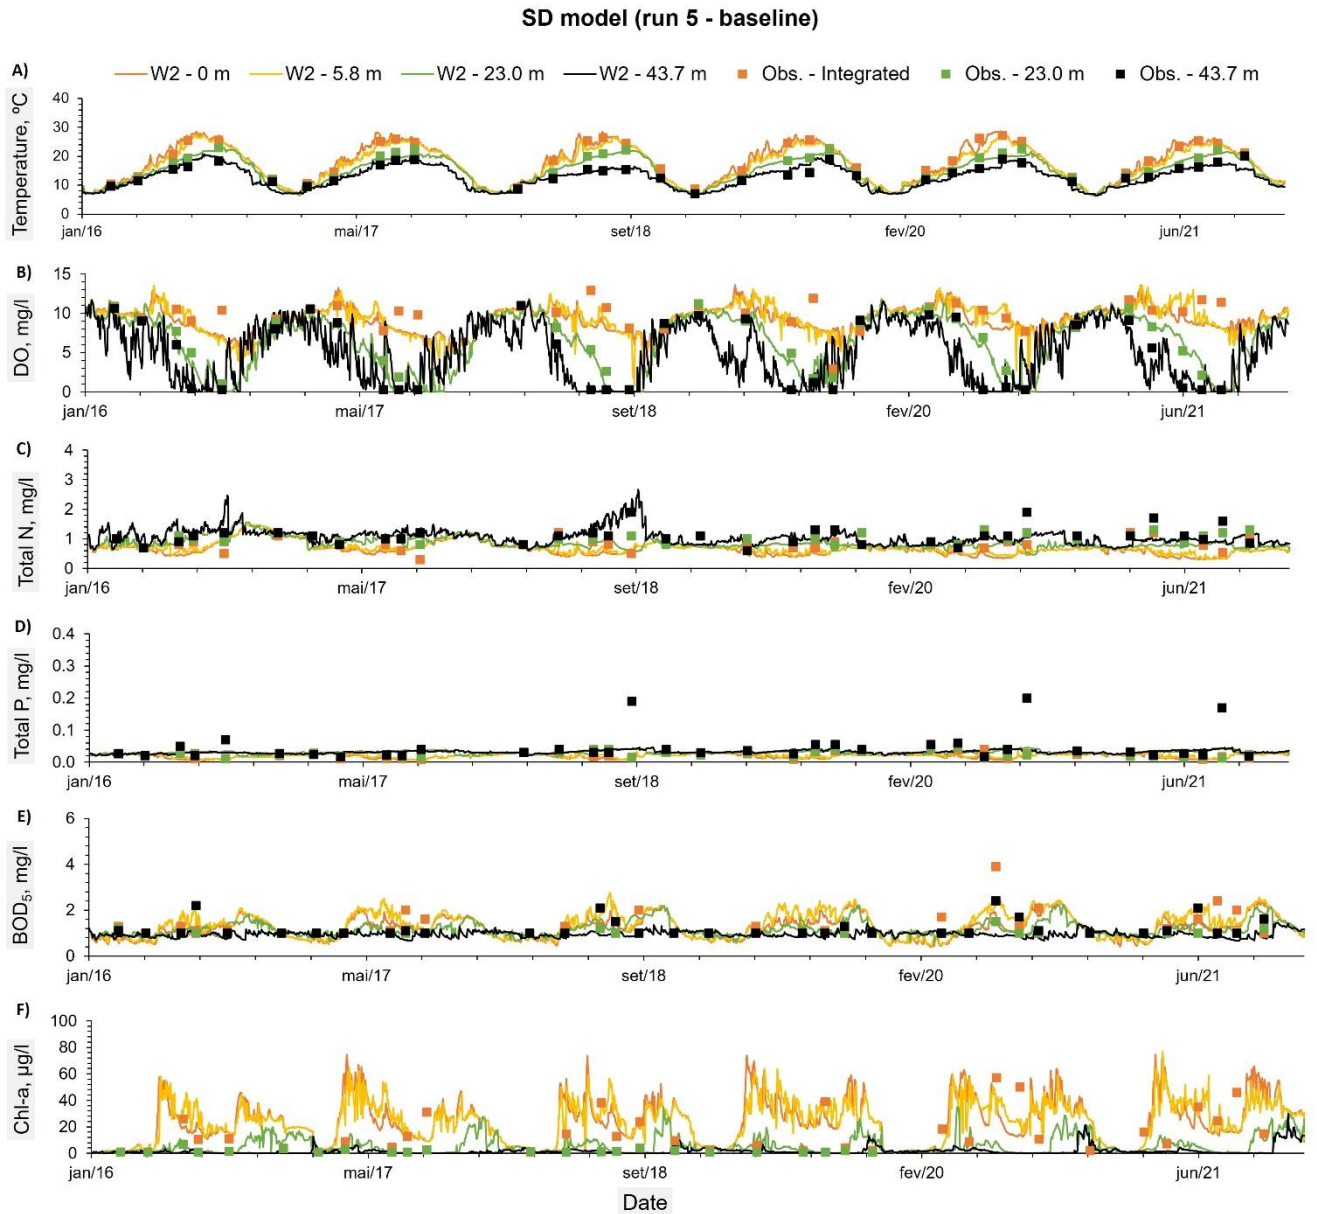 SD model (run 5 - baseline)
A)
W2 - 0 m W2 - 5.8 m W2 - 23.0 m W2 - 43.7 m Obs. - Integrated Obs. - 23.0 m Obs. - 43.7 m
Temperature, ºC
40
30
20
10
0
jan/16 mai/17 set/18 fev/20 jun/21
B)
DO, mg/l
15
10
5
0
jan/16 mai/17 set/18 fev/20 jun/21
C)
Total N, mg/l
4
3
2
1
0
jan/16 mai/17 set/18 fev/20 jun/21
D)
Total P, mg/l
0.4
0.3
0.2
0.1
0.0
jan/16 mai/17 set/18 fev/20 jun/21
E)
BOD₅, mg/l
6
4
2
0
jan/16 mai/17 set/18 fev/20 jun/21
F)
Chl-a, µg/l
100
80
60
40
20
0
jan/16 mai/17 set/18 fev/20 jun/21
Date